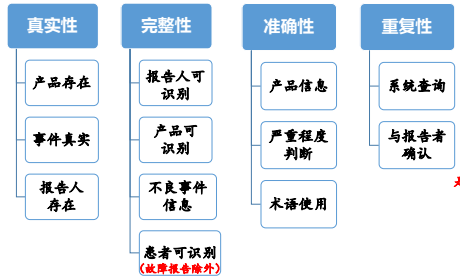 真实性
产品存在
事件真实
报告人
存在
完整性
报告人可
识别
产品可
识别
不良事件
信息
患者可识别
(故障报告除外)
准确性
产品信息
严重程度
判断
术语使用
重复性
系统查询
与报告者
确认